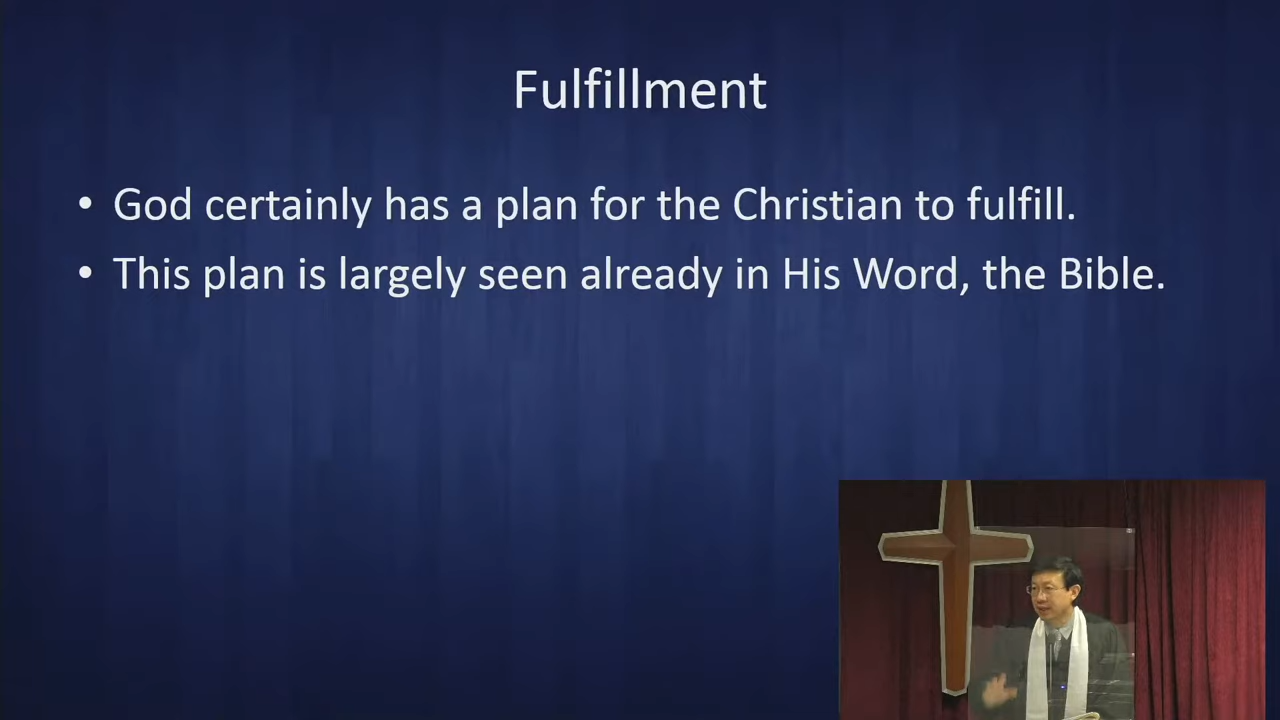 Fulfillment
• God certainly has a plan for the Christian to fulfill.
• This plan is largely seen already in His Word, the Bible.